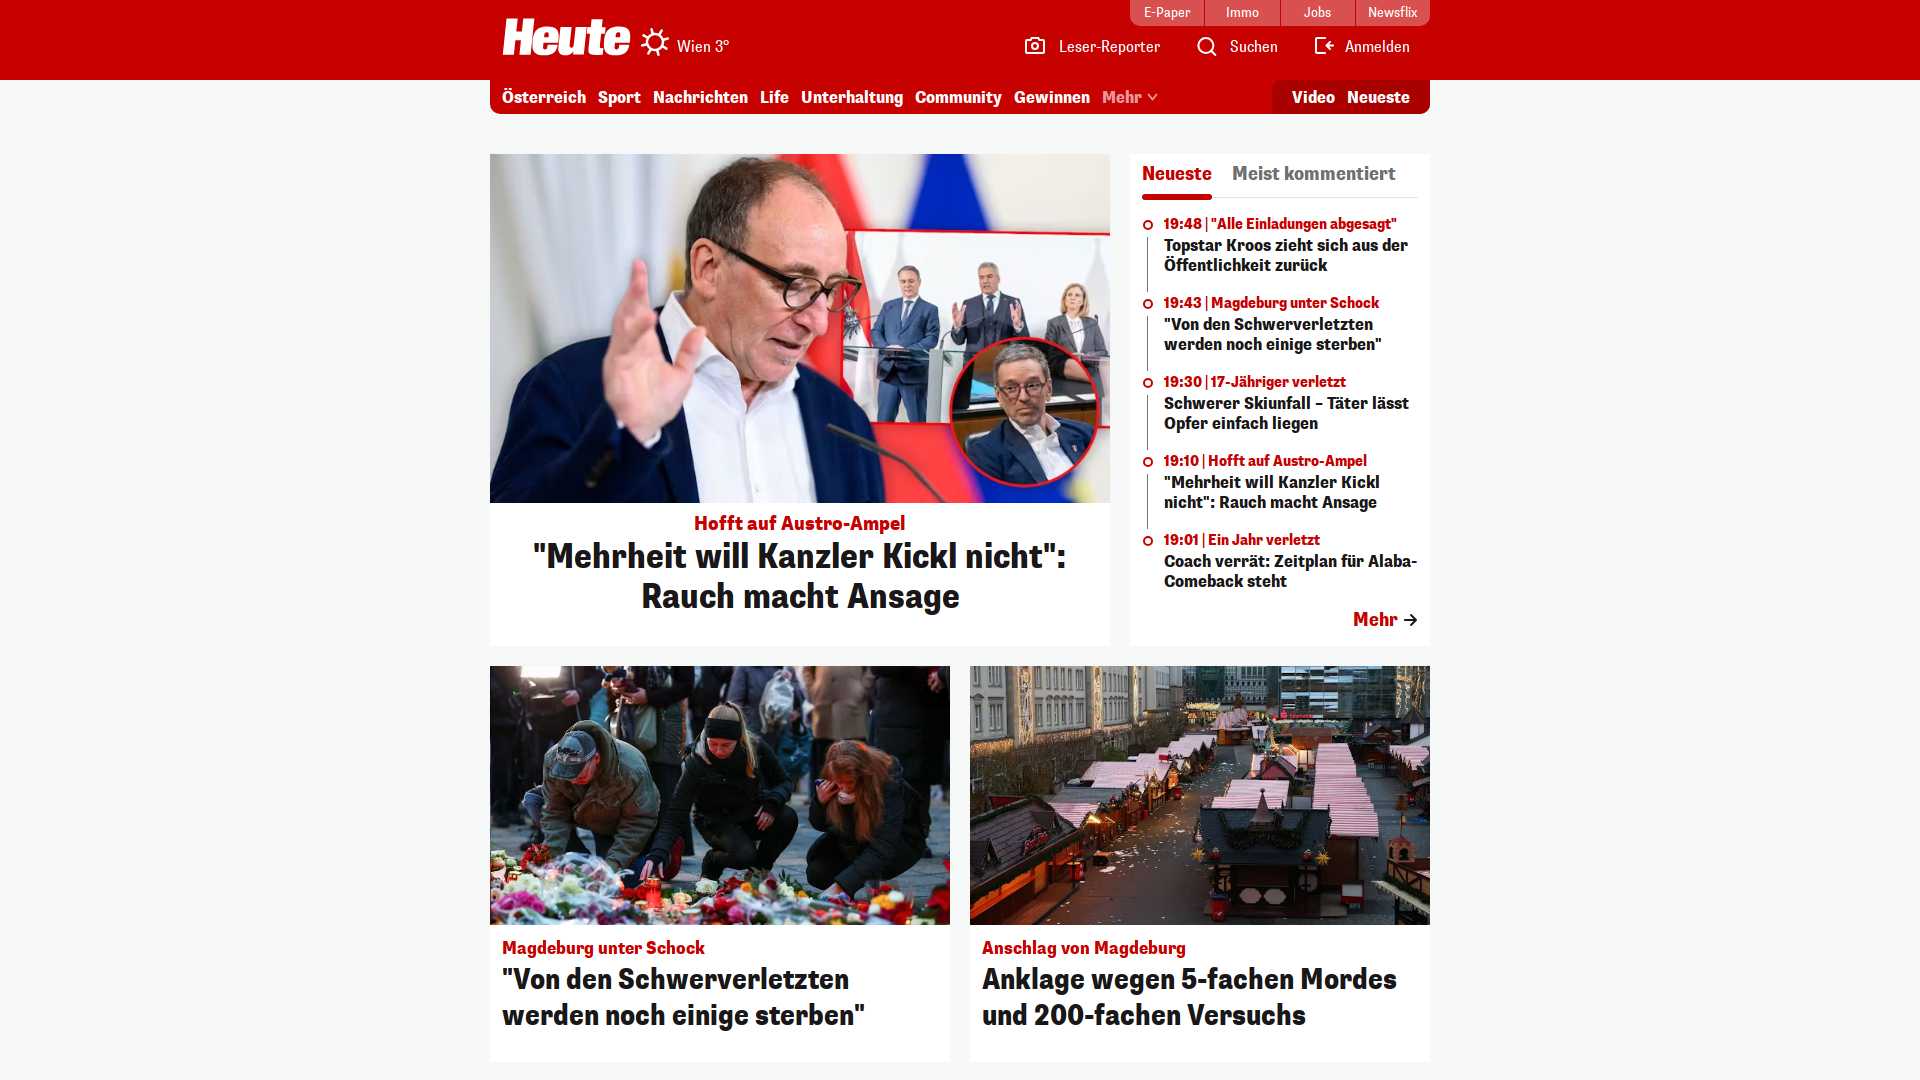 E-Paper
Immo
Jobs
Newsflix
Heute
Wien 3°
Leser-Reporter
Suchen
Anmelden
Österreich
Sport
Nachrichten
Life
Unterhaltung
Community
Gewinnen
Mehr
Video
Neueste
Hofft auf Austro-Ampel
"Mehrheit will Kanzler Kickl nicht":
Rauch macht Ansage
Neueste
Meist kommentiert
19:48 | "Alle Einladungen abgesagt"
Topstar Kroos zieht sich aus der
Öffentlichkeit zurück
19:43 | Magdeburg unter Schock
"Von den Schwerverletzten
werden noch einige sterben"
19:30 | 17-Jähriger verletzt
Schwerer Skiunfall – Täter lässt
Opfer einfach liegen
19:10 | Hofft auf Austro-Ampel
"Mehrheit will Kanzler Kickl
nicht": Rauch macht Ansage
19:01 | Ein Jahr verletzt
Coach verrät: Zeitplan für Alaba-
Comeback steht
Mehr
Magdeburg unter Schock
"Von den Schwerverletzten
werden noch einige sterben"
Anschlag von Magdeburg
Anklage wegen 5-fachen Mordes
und 200-fachen Versuchs